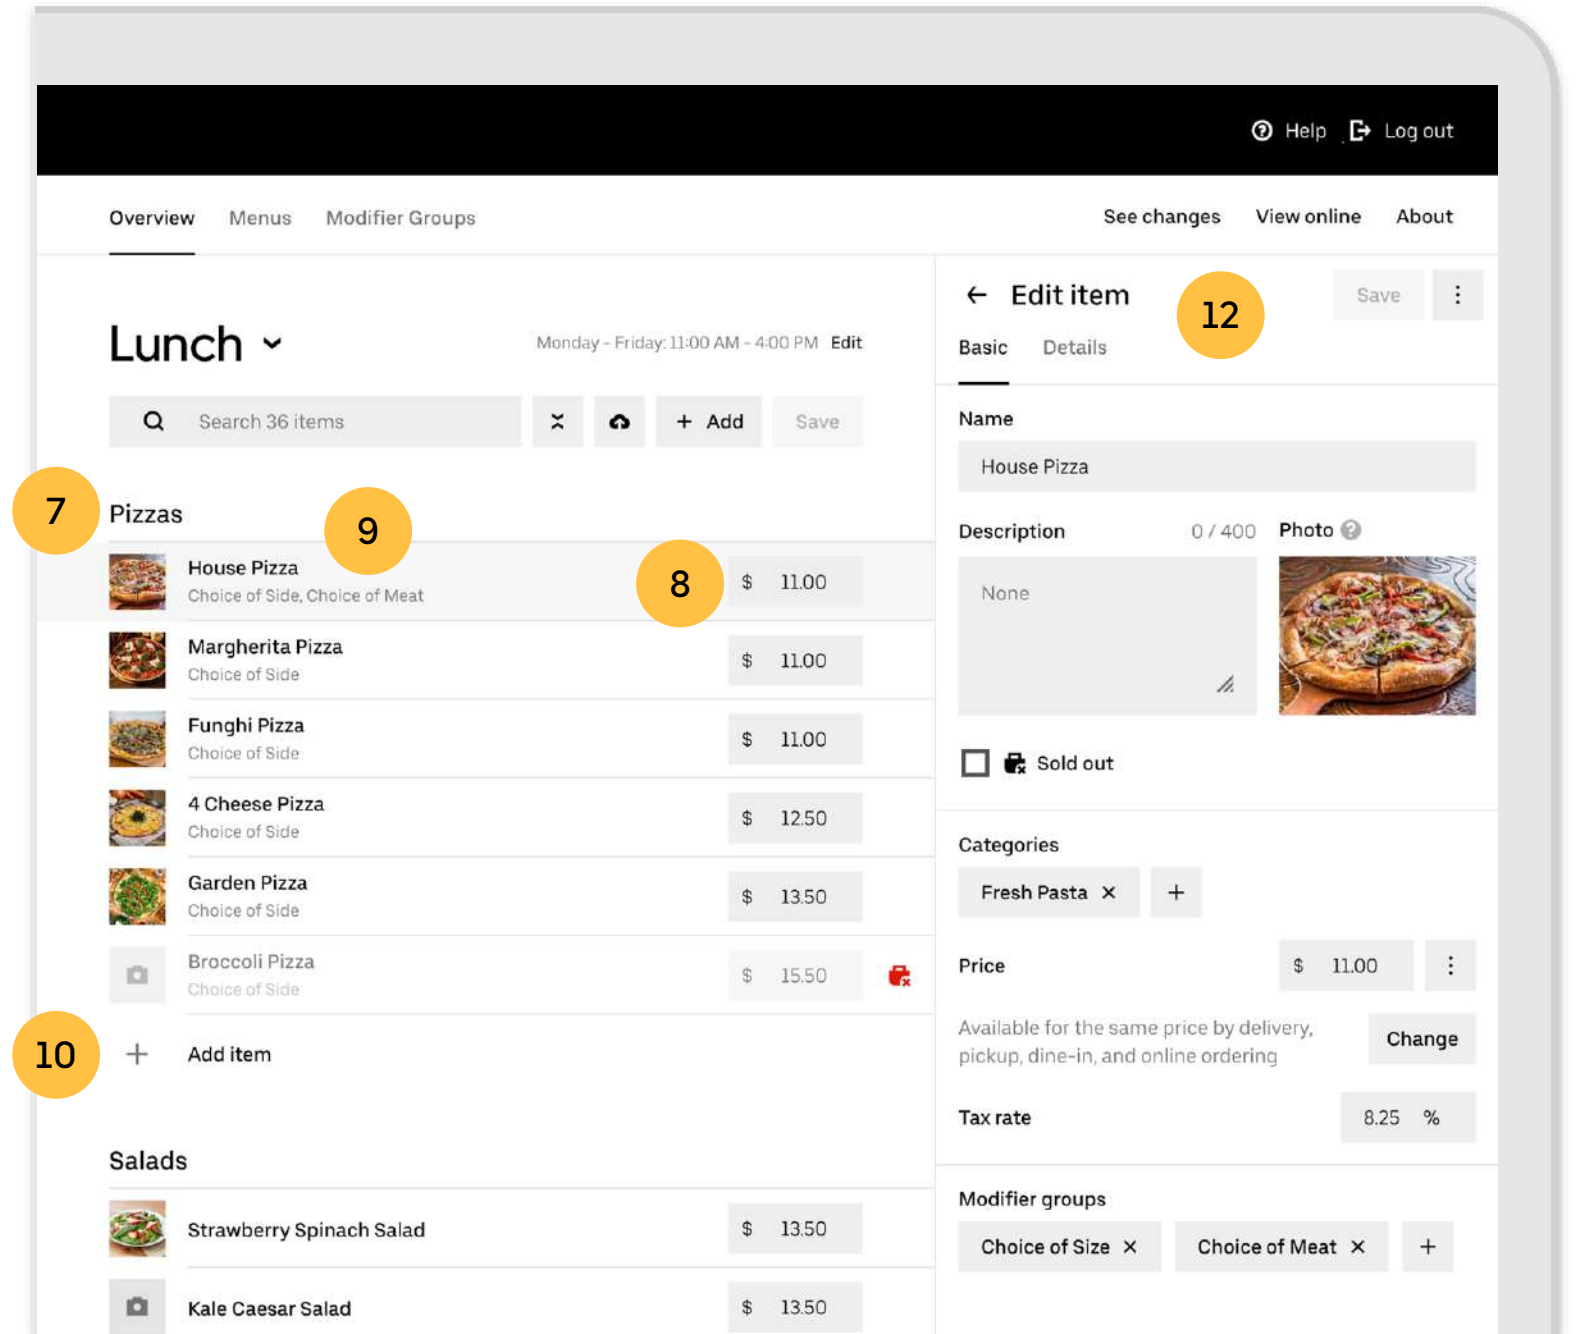 Help Log out
Overview Menus Modifier Groups
See changes View online About
Lunch
Monday - Friday: 11:00 AM - 4:00 PM Edit
Search 36 items
+ Add Save
7
Pizzas
9
House Pizza
Choice of Side, Choice of Meat
8
$ 11.00
Margherita Pizza
Choice of Side
$ 11.00
Funghi Pizza
Choice of Side
$ 11.00
4 Cheese Pizza
Choice of Side
$ 12.50
Garden Pizza
Choice of Side
$ 13.50
Broccoli Pizza
Choice of Side
$ 15.50
10
+ Add item
Salads
Strawberry Spinach Salad
$ 13.50
Kale Caesar Salad
$ 13.50
← Edit item
12
Save
Basic Details
Name
House Pizza
Description 0 / 400
Photo ?
None
Sold out
Categories
Fresh Pasta × +
Price
$ 11.00
Available for the same price by delivery,
pickup, dine-in, and online ordering
Change
Tax rate
8.25 %
Modifier groups
Choice of Size × Choice of Meat × +